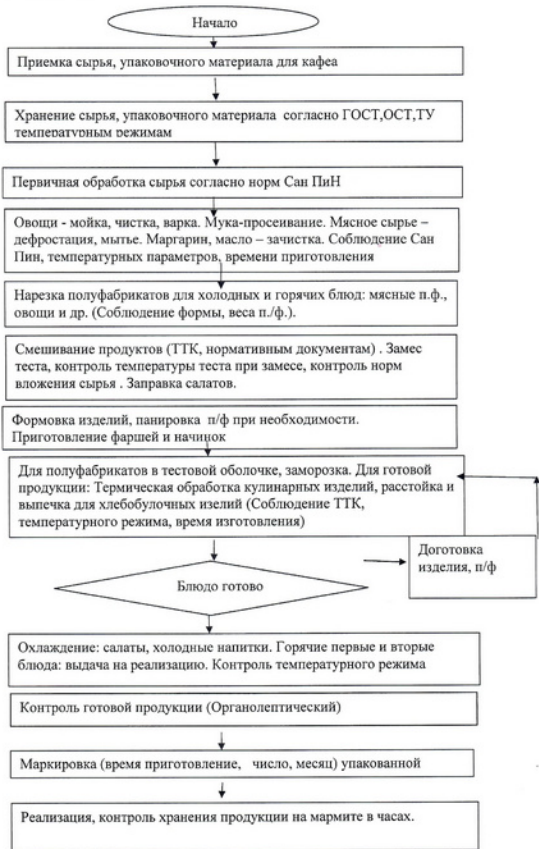 Начало
Приемка сырья, упаковочного материала для кафеа
Хранение сырья, упаковочного материала согласно ГОСТ,ОСТ,ТУ
температурным режимам
Первичная обработка сырья согласно норм Сан ПиН
Овощи - мойка, чистка, варка. Мука-просеивание. Мясное сырье –
дефростация, мытье. Маргарин, масло – зачистка. Соблюдение Сан
Пин, температурных параметров, времени приготовления
Нарезка полуфабрикатов для холодных и горячих блюд: мясные п.ф.,
овощи и др. (Соблюдение формы, веса п./ф.).
Смешивание продуктов (ТТК, нормативным документам) . Замес
теста, контроль температуры теста при замесе, контроль норм
вложения сырья . Заправка салатов.
Формовка изделий, панировка п/ф при необходимости.
Приготовление фаршей и начинок
Для полуфабрикатов в тестовой оболочке, заморозка. Для готовой
продукции: Термическая обработка кулинарных изделий, расстойка и
выпечка для хлебобулочных изелий (Соблюдение ТТК,
температурного режима, время изготовления)
Доготовка
изделия, п/ф
Блюдо готово
Охлаждение: салаты, холодные напитки. Горячие первые и вторые
блюда: выдача на реализацию. Контроль температурного режима
Контроль готовой продукции (Органолептический)
Маркировка (время приготовление, число, месяц) упакованной
Реализация, контроль хранения продукции на мармите в часах.